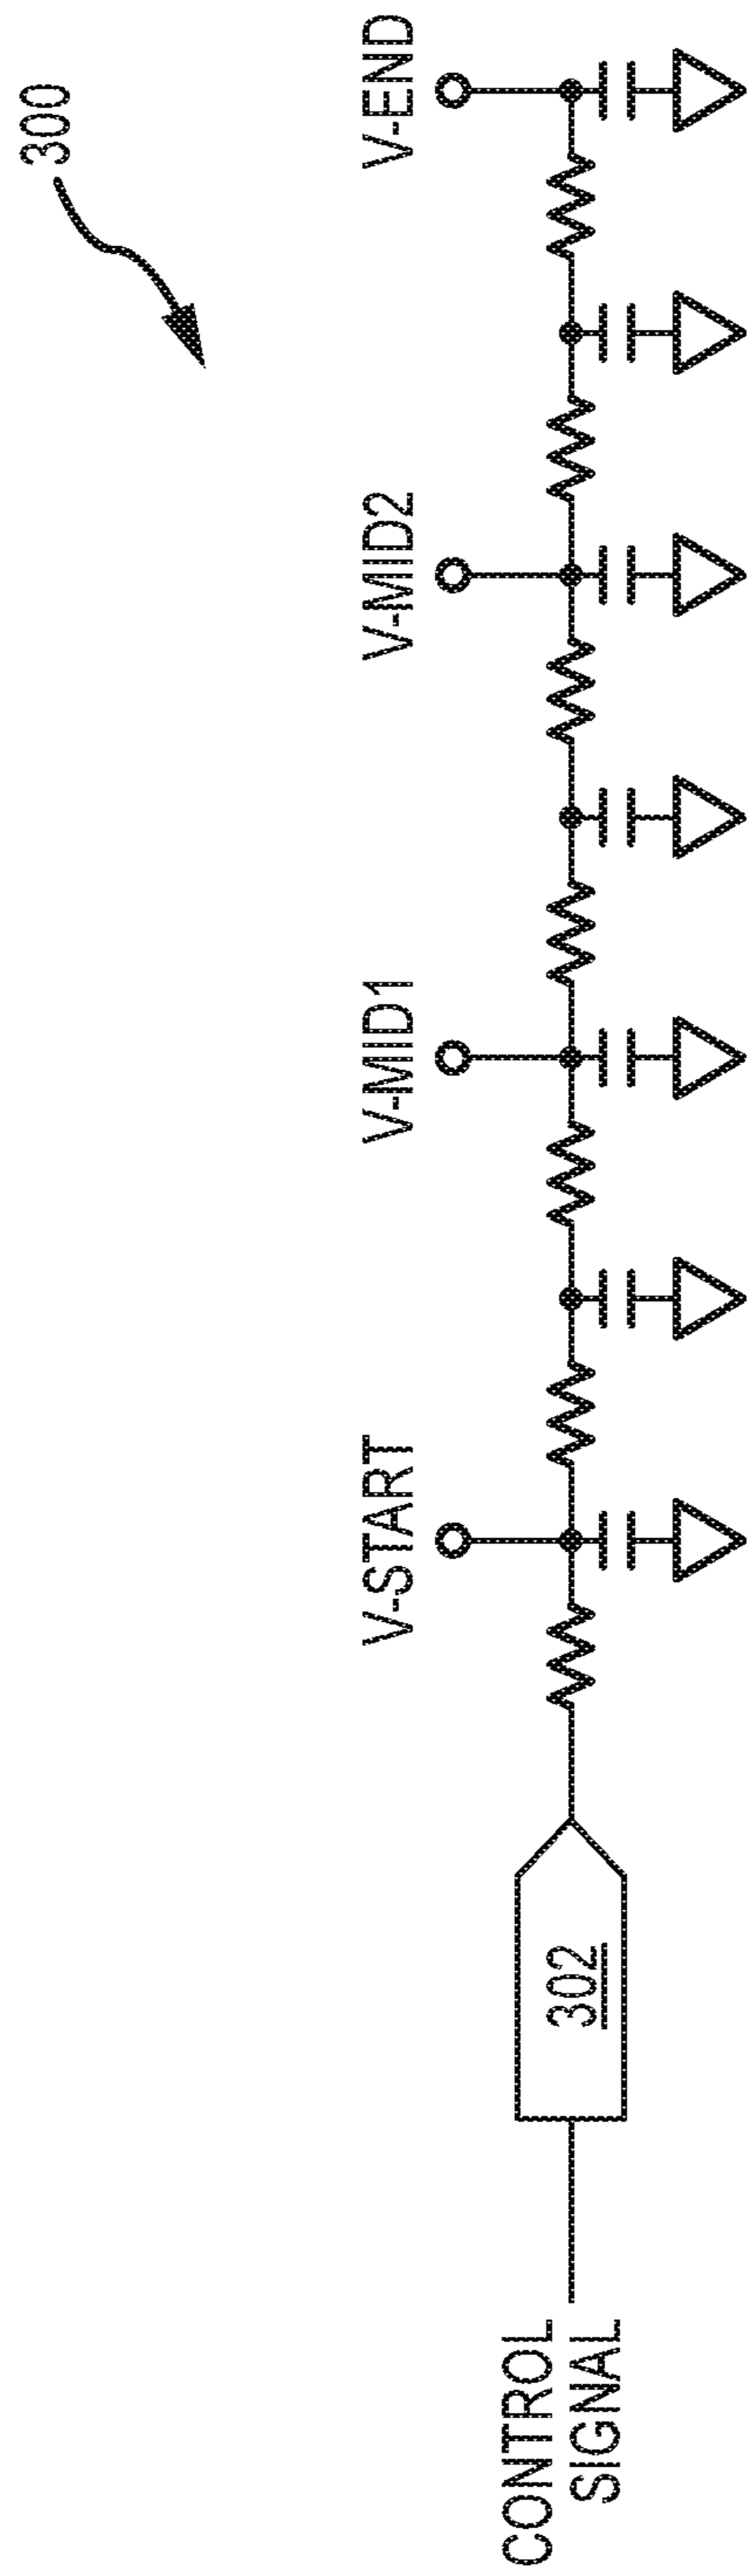 300
V-START
V-MID1
V-MID2
V-END
302
CONTROL
SIGNAL